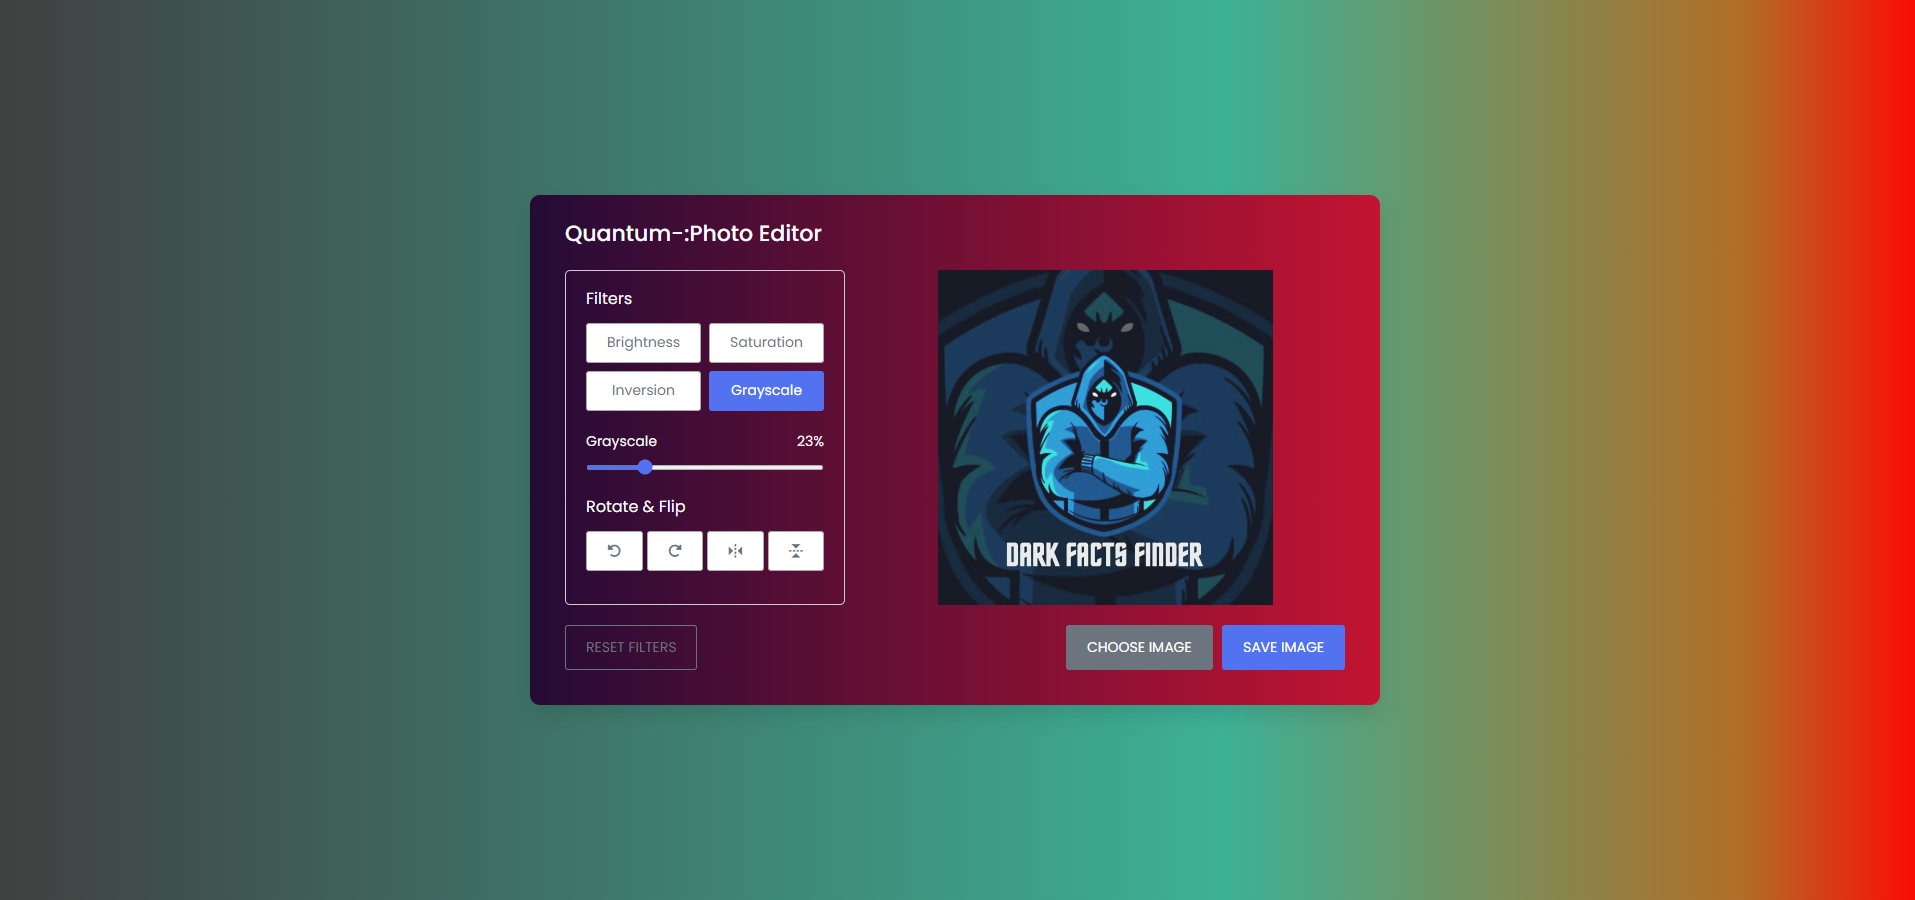 Quantum-:Photo Editor
Filters
Brightness
Saturation
Inversion
Grayscale
Grayscale 23%
Rotate & Flip
DARK FACTS FINDER
RESET FILTERS
CHOOSE IMAGE
SAVE IMAGE